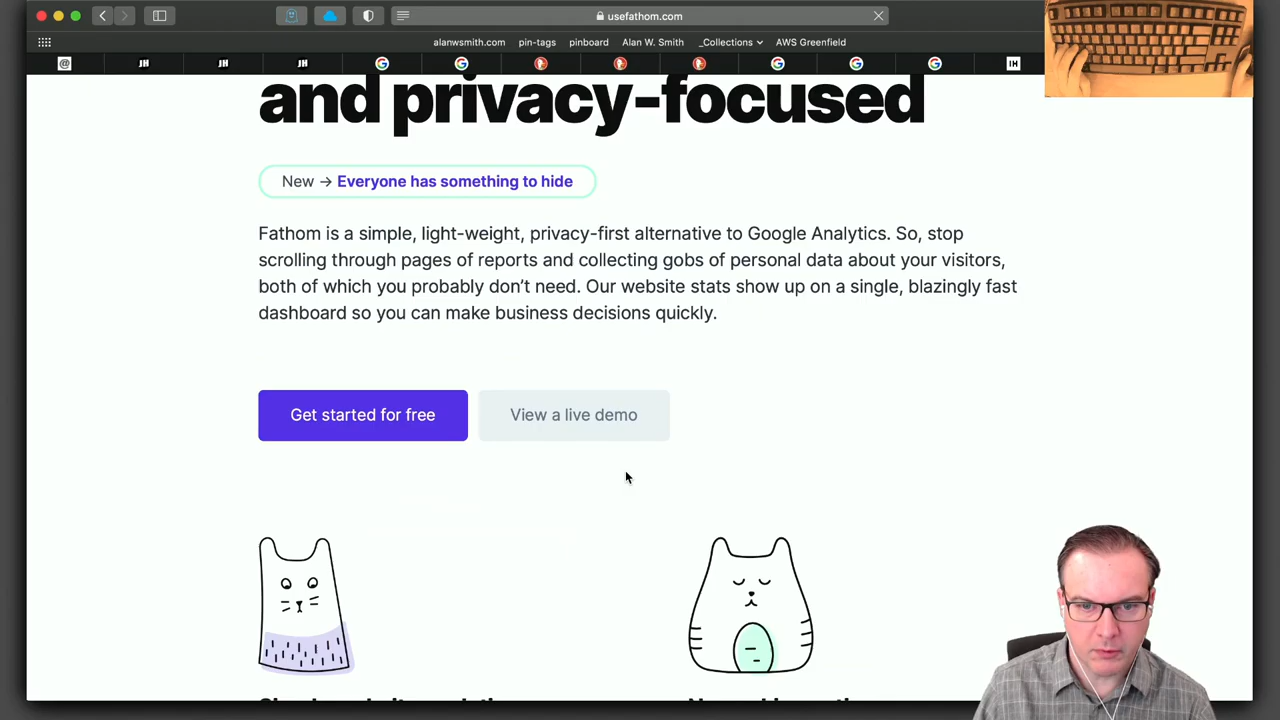 usefathom.com
alanwsmith.com pin-tags pinboard Alan W. Smith _Collections AWS Greenfield
@ JH JH JH G G G G G IH
and privacy-focused
New → Everyone has something to hide
Fathom is a simple, light-weight, privacy-first alternative to Google Analytics. So, stop
scrolling through pages of reports and collecting gobs of personal data about your visitors,
both of which you probably don’t need. Our website stats show up on a single, blazingly fast
dashboard so you can make business decisions quickly.
Get started for free View a live demo